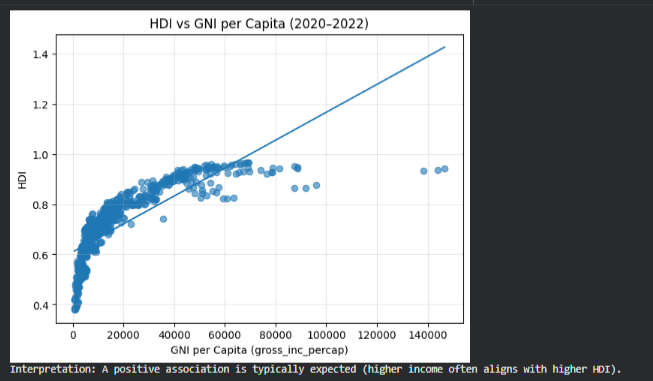 HDI vs GNI per Capita (2020–2022)
1.4
1.2
1.0
0.8
0.6
0.4
HDI
0 20000 40000 60000 80000 100000 120000 140000
GNI per Capita (gross_inc_percap)
Interpretation: A positive association is typically expected (higher income often aligns with higher HDI).